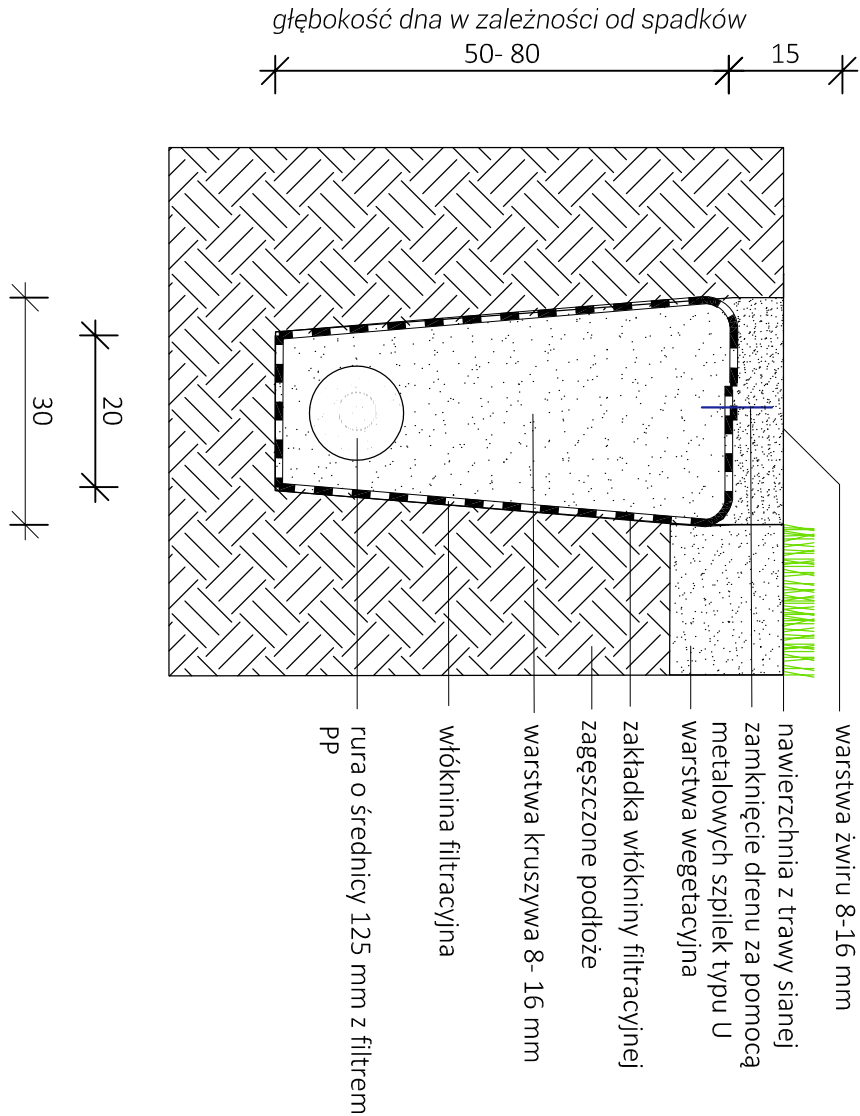 głębokość dna w zależności od spadków
50- 80
15
30
20
warstwa żwiru 8-16 mm
nawierzchnia z trawy sianej
zamknięcie drenu za pomocą
metalowych szpilek typu U
warstwa wegetacyjna
zakładka włókniny filtracyjnej
zagęszczone podłoże
warstwa kruszywa 8- 16 mm
włóknina filtracyjna
rura o średnicy 125 mm z filtrem
PP